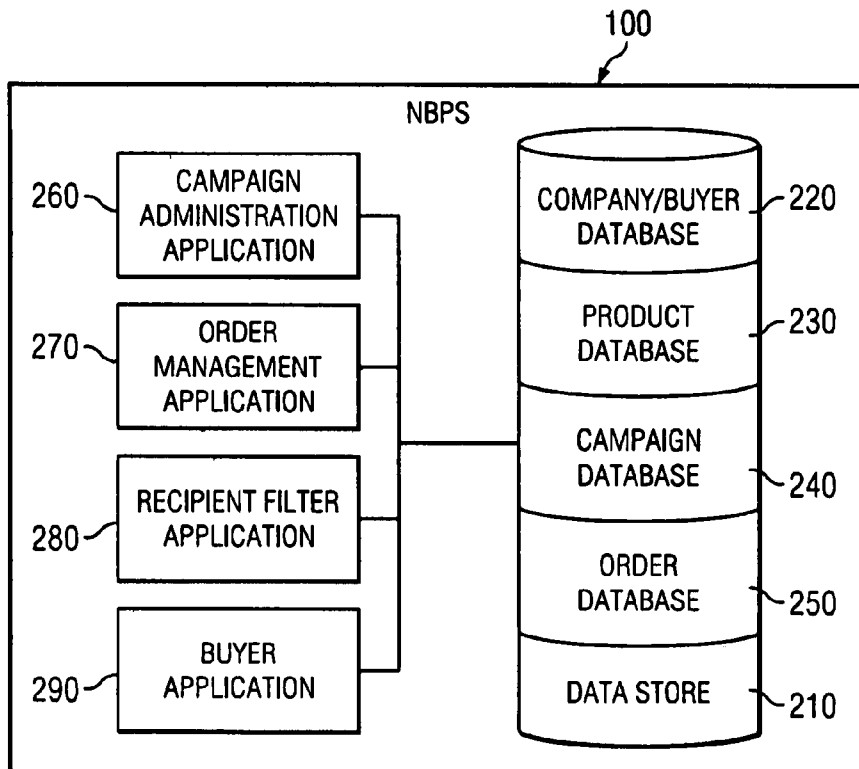 100
NBPS
260
CAMPAIGN
ADMINISTRATION
APPLICATION
270
ORDER
MANAGEMENT
APPLICATION
280
RECIPIENT FILTER
APPLICATION
290
BUYER
APPLICATION
COMPANY/BUYER
DATABASE
220
PRODUCT
DATABASE
230
CAMPAIGN
DATABASE
240
ORDER
DATABASE
250
DATA STORE
210